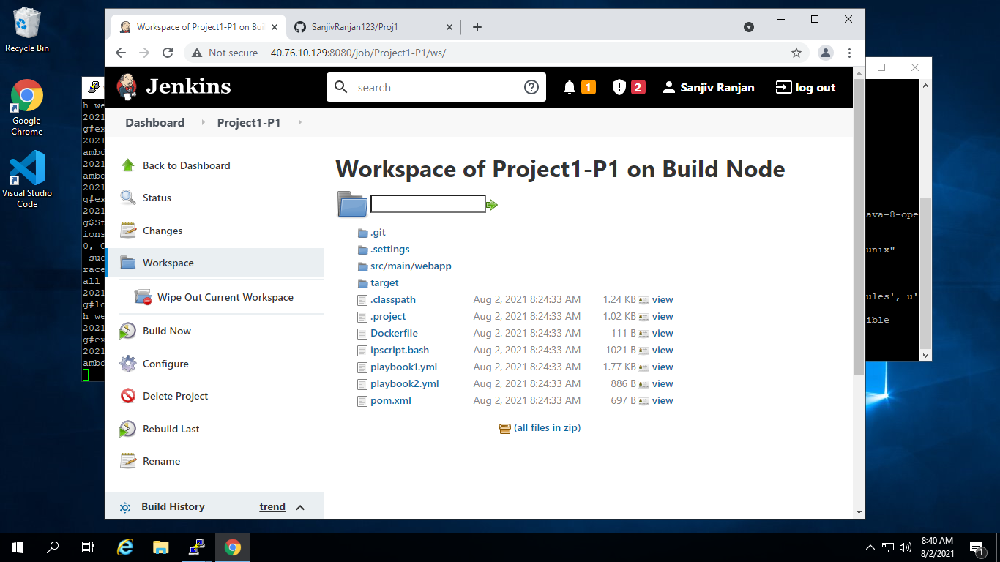 Recycle Bin
Google
Chrome
Visual Studio
Code
Workspace of Project1-P1 on Bui
SanjivRanjan123/Proj1
Not secure
40.76.10.129:8080/job/Project1-P1/ws/
Jenkins
search
1
2
Sanjiv Ranjan
log out
Dashboard
Project1-P1
Back to Dashboard
Status
Changes
Workspace
Wipe Out Current Workspace
Build Now
Configure
Delete Project
Rebuild Last
Rename
Build History
trend
Workspace of Project1-P1 on Build Node
.git
.settings
src/main/webapp
target
.classpath Aug 2, 2021 8:24:33 AM 1.24 KB view
.project Aug 2, 2021 8:24:33 AM 1.02 KB view
Dockerfile Aug 2, 2021 8:24:33 AM 111 B view
ipscript.bash Aug 2, 2021 8:24:33 AM 1021 B view
playbook1.yml Aug 2, 2021 8:24:33 AM 1.77 KB view
playbook2.yml Aug 2, 2021 8:24:33 AM 886 B view
pom.xml Aug 2, 2021 8:24:33 AM 697 B view
(all files in zip)
h we
2021
g#ex
2021
ambo
2021
ambo
2021
g#ex
2021
g$St
ions
0, C
suc
race
all
2021
g#lo
h we
2021
g#ex
2021
ambo
ava-8-ope
unix"
ules', u'
ible
8:40 AM
8/2/2021
1